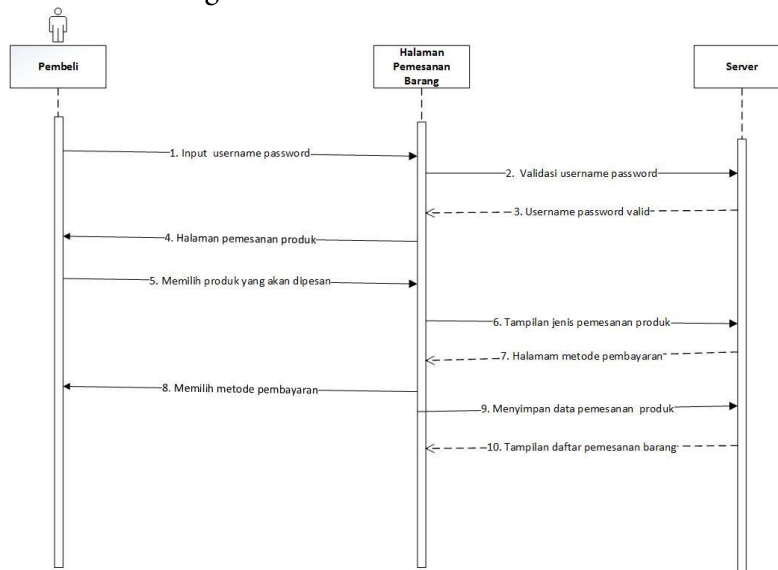 Pembeli
Halaman
Pemesanan
Barang
Server
1. Input username password
2. Validasi username password
3. Username password valid
4. Halaman pemesanan produk
5. Memilih produk yang akan dipesan
6. Tampilan jenis pemesanan produk
7. Halamam metode pembayaran
8. Memilih metode pembayaran
9. Menyimpan data pemesanan produk
10. Tampilan daftar pemesanan barang